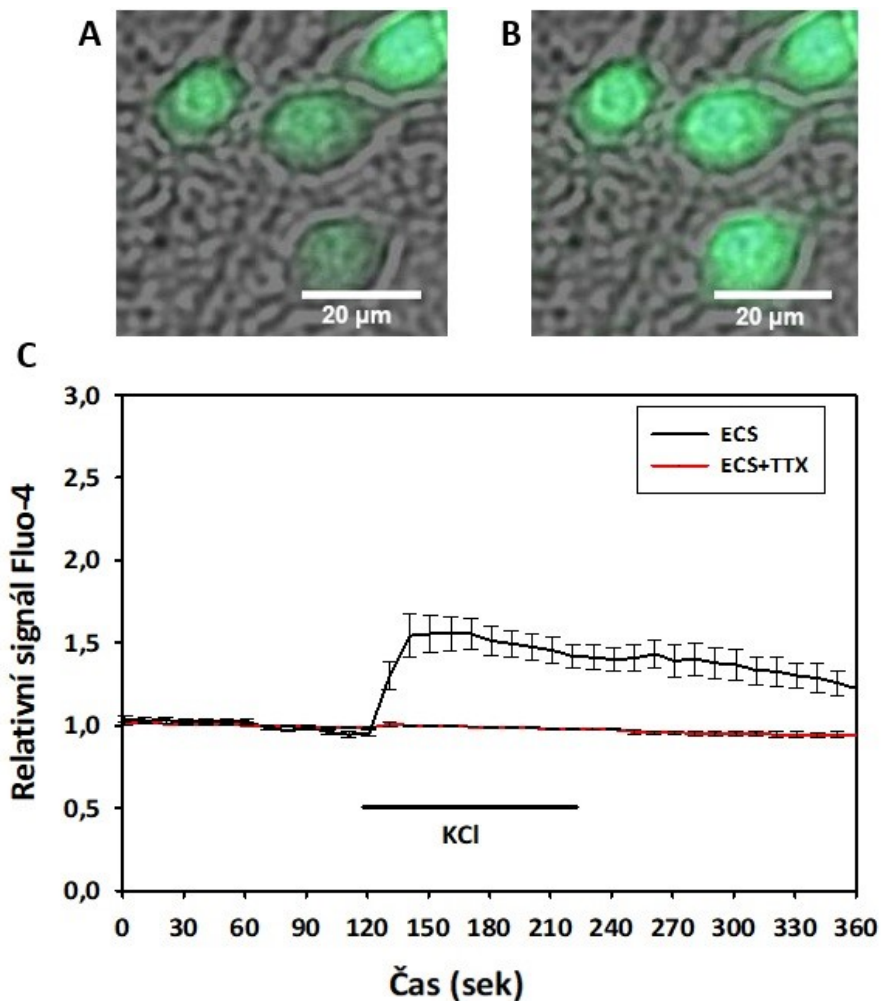 A
B
20 µm
20 µm
C
3,0
2,5
2,0
1,5
1,0
0,5
0,0
Relativní signál Fluo-4
ECS
ECS+TTX
KCl
0 30 60 90 120 150 180 210 240 270 300 330 360
Čas (sek)